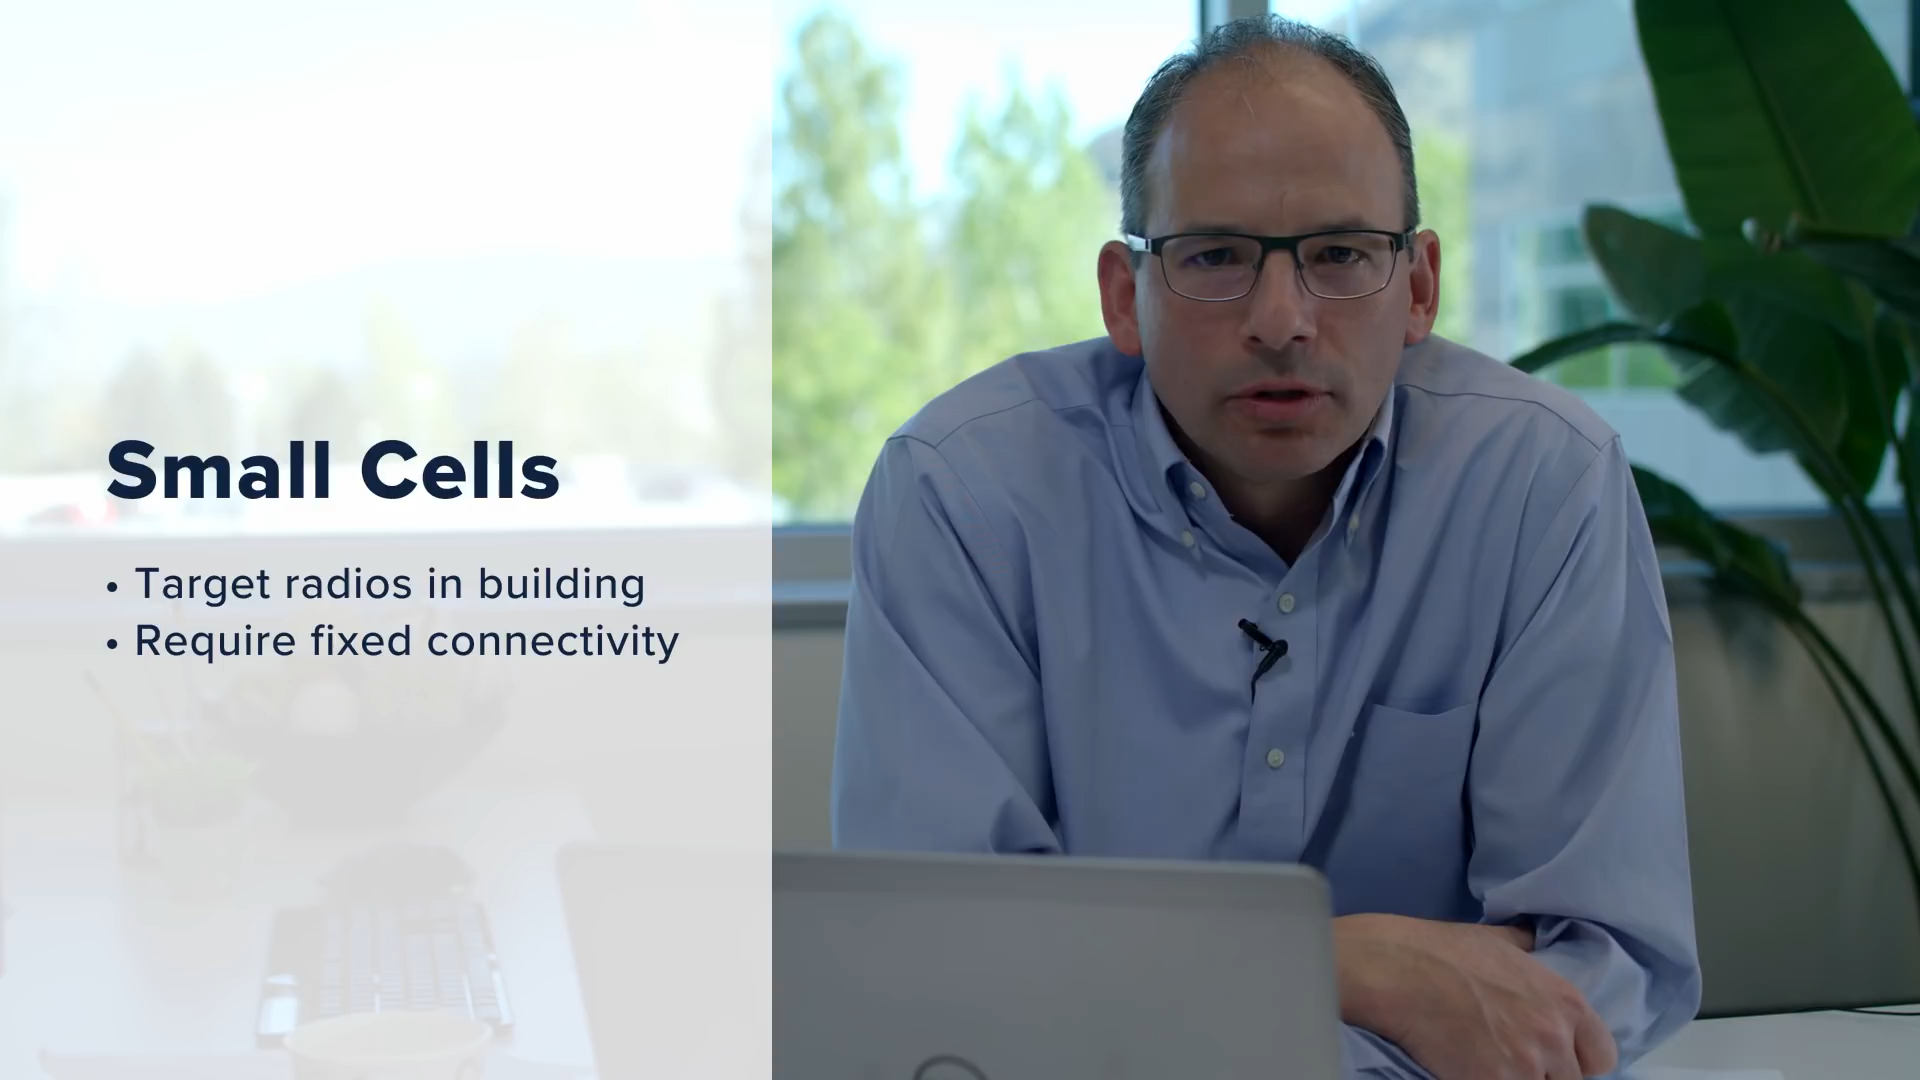 Small Cells
• Target radios in building
• Require fixed connectivity